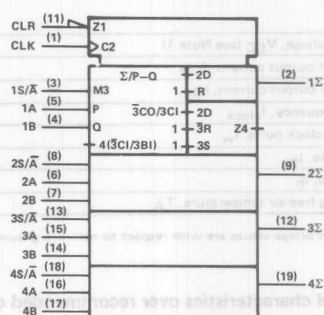 CLR (11) Z1
CLK (1) C2
Σ/P-Q 2D (2) 1Σ
1S/A̅ (3) M3 1 R
1A (5) P 3̅CO/3CI 2D
1B (4) Q 1 3̅R Z4
4(3̅CI/3BI) 1 3S
2S/A̅ (8) (9) 2Σ
2A (6)
2B (7)
3S/A̅ (13) (12) 3Σ
3A (15)
3B (14)
4S/A̅ (18) (19) 4Σ
4A (16)
4B (17)